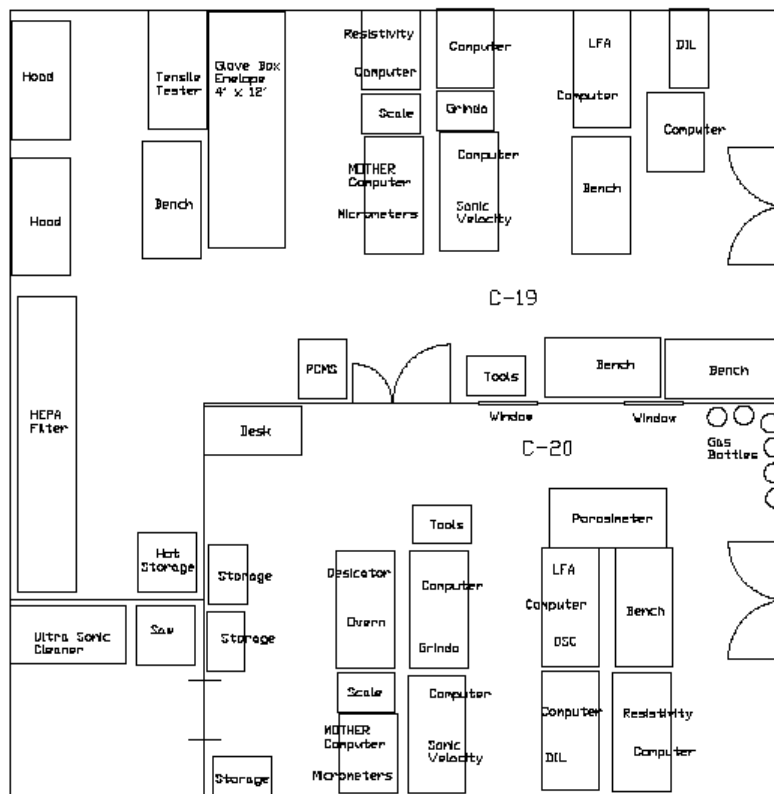 Hood
Tensile
Tester
Glove Box
Enelope
4' x 12'
Resistivity
Computer
Computer
LFA
Computer
DIL
Computer
Scale
Grindo
Hood
Bench
MOTHER
Computer
Micrometers
Computer
Sonic
Velocity
Bench
C-19
HEPA
Filter
PCMS
Tools
Bench
Bench
Window
Window
Desk
C-20
Gas
Bottles
Hot
Storage
Storage
Tools
Porosimeter
Desicator
Overn
Computer
Grindo
LFA
Computer
DSC
Bench
Ultra Sonic
Cleaner
Saw
Storage
Scale
MOTHER
Computer
Micrometers
Computer
Sonic
Velocity
Computer
DIL
Resistivity
Computer
Storage